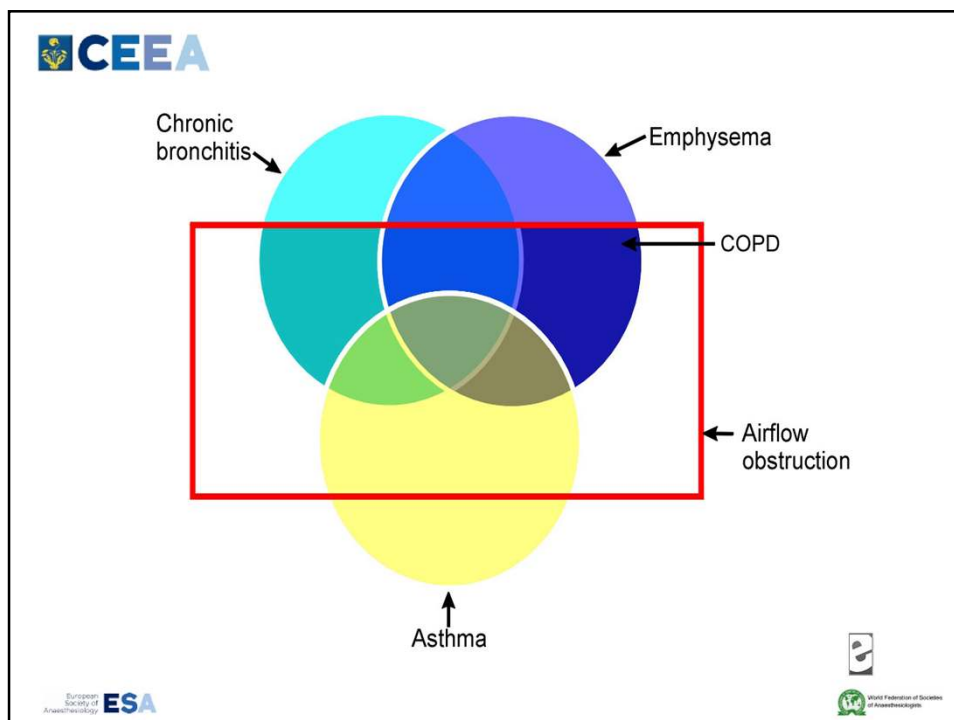 CEEA
Chronic
bronchitis
Emphysema
COPD
Airflow
obstruction
Asthma
European
Society of
Anaesthesiology
ESA
e
World Federation of Societies
of Anaesthesiologists